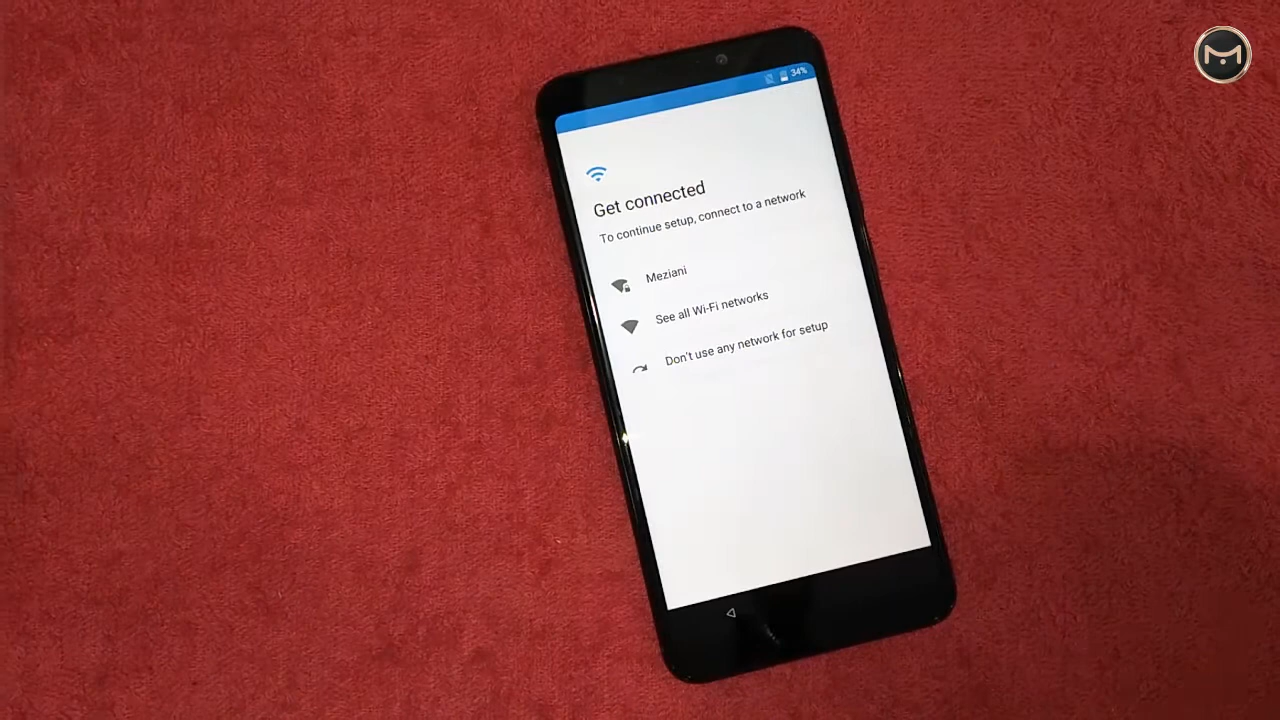 34%
Get connected
To continue setup, connect to a network
Meziani
See all Wi-Fi networks
Don't use any network for setup